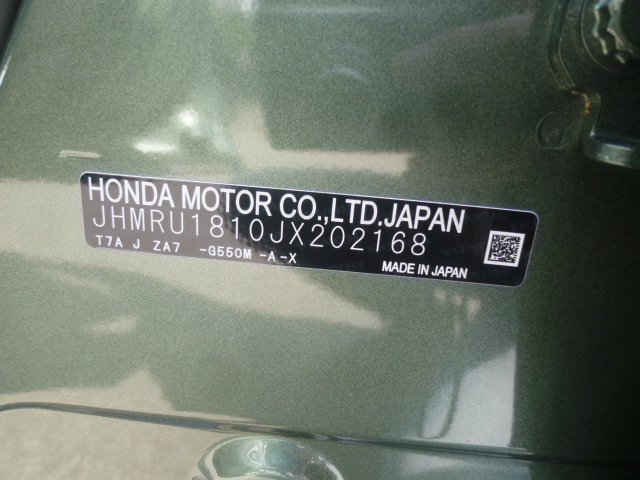 HONDA MOTOR CO.,LTD.JAPAN
JHMRU1810JX202168
T7A J ZA7 -G550M -A-X
MADE IN JAPAN